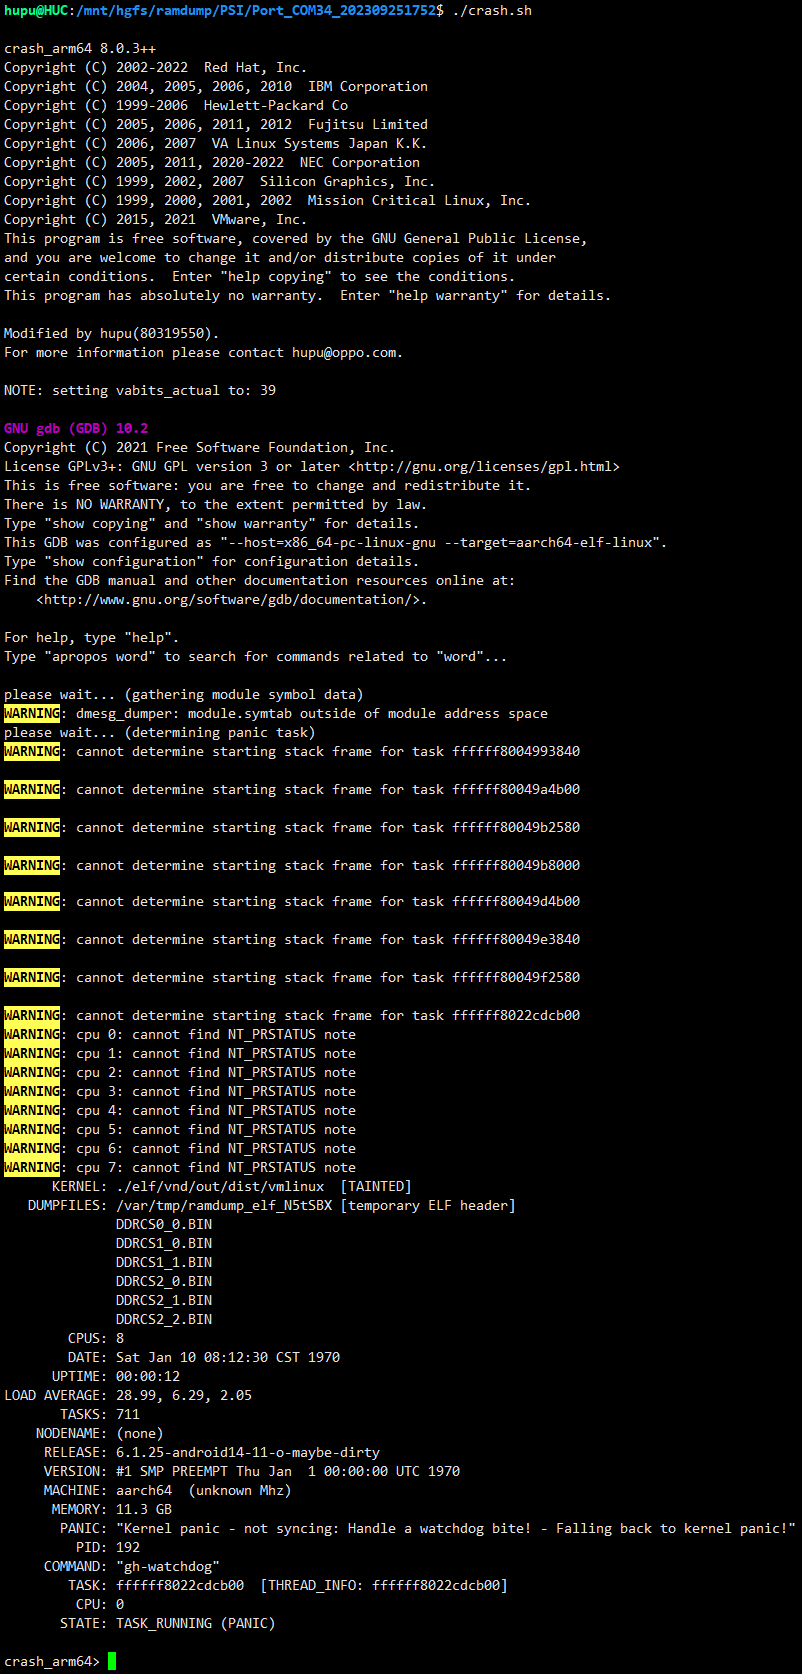 hupu@HUC:/mnt/hgfs/ramdump/PSI/Port_COM34_202309251752$ ./crash.sh
crash_arm64 8.0.3++
Copyright (C) 2002-2022  Red Hat, Inc.
Copyright (C) 2004, 2005, 2006, 2010  IBM Corporation
Copyright (C) 1999-2006  Hewlett-Packard Co
Copyright (C) 2005, 2006, 2011, 2012  Fujitsu Limited
Copyright (C) 2006, 2007  VA Linux Systems Japan K.K.
Copyright (C) 2005, 2011, 2020-2022  NEC Corporation
Copyright (C) 1999, 2002, 2007  Silicon Graphics, Inc.
Copyright (C) 1999, 2000, 2001, 2002  Mission Critical Linux, Inc.
Copyright (C) 2015, 2021  VMware, Inc.
This program is free software, covered by the GNU General Public License,
and you are welcome to change it and/or distribute copies of it under
certain conditions.  Enter "help copying" to see the conditions.
This program has absolutely no warranty.  Enter "help warranty" for details.
Modified by hupu(80319550).
For more information please contact hupu@oppo.com.
NOTE: setting vabits_actual to: 39
GNU gdb (GDB) 10.2
Copyright (C) 2021 Free Software Foundation, Inc.
License GPLv3+: GNU GPL version 3 or later <http://gnu.org/licenses/gpl.html>
This is free software: you are free to change and redistribute it.
There is NO WARRANTY, to the extent permitted by law.
Type "show copying" and "show warranty" for details.
This GDB was configured as "--host=x86_64-pc-linux-gnu --target=aarch64-elf-linux".
Type "show configuration" for configuration details.
Find the GDB manual and other documentation resources online at:
    <http://www.gnu.org/software/gdb/documentation/>.
For help, type "help".
Type "apropos word" to search for commands related to "word"...
please wait... (gathering module symbol data)
WARNING: dmesg_dumper: module.symtab outside of module address space
please wait... (determining panic task)
WARNING: cannot determine starting stack frame for task ffffff8004993840
WARNING: cannot determine starting stack frame for task ffffff80049a4b00
WARNING: cannot determine starting stack frame for task ffffff80049b2580
WARNING: cannot determine starting stack frame for task ffffff80049b8000
WARNING: cannot determine starting stack frame for task ffffff80049d4b00
WARNING: cannot determine starting stack frame for task ffffff80049e3840
WARNING: cannot determine starting stack frame for task ffffff80049f2580
WARNING: cannot determine starting stack frame for task ffffff8022cdcb00
WARNING: cpu 0: cannot find NT_PRSTATUS note
WARNING: cpu 1: cannot find NT_PRSTATUS note
WARNING: cpu 2: cannot find NT_PRSTATUS note
WARNING: cpu 3: cannot find NT_PRSTATUS note
WARNING: cpu 4: cannot find NT_PRSTATUS note
WARNING: cpu 5: cannot find NT_PRSTATUS note
WARNING: cpu 6: cannot find NT_PRSTATUS note
WARNING: cpu 7: cannot find NT_PRSTATUS note
KERNEL: ./elf/vnd/out/dist/vmlinux  [TAINTED]
DUMPFILES: /var/tmp/ramdump_elf_N5tSBX [temporary ELF header]
DDRCS0_0.BIN
DDRCS1_0.BIN
DDRCS1_1.BIN
DDRCS2_0.BIN
DDRCS2_1.BIN
DDRCS2_2.BIN
CPUS: 8
DATE: Sat Jan 10 08:12:30 CST 1970
UPTIME: 00:00:12
LOAD AVERAGE: 28.99, 6.29, 2.05
TASKS: 711
NODENAME: (none)
RELEASE: 6.1.25-android14-11-o-maybe-dirty
VERSION: #1 SMP PREEMPT Thu Jan  1 00:00:00 UTC 1970
MACHINE: aarch64  (unknown Mhz)
MEMORY: 11.3 GB
PANIC: "Kernel panic - not syncing: Handle a watchdog bite! - Falling back to kernel panic!"
PID: 192
COMMAND: "gh-watchdog"
TASK: ffffff8022cdcb00  [THREAD_INFO: ffffff8022cdcb00]
CPU: 0
STATE: TASK_RUNNING (PANIC)
crash_arm64>